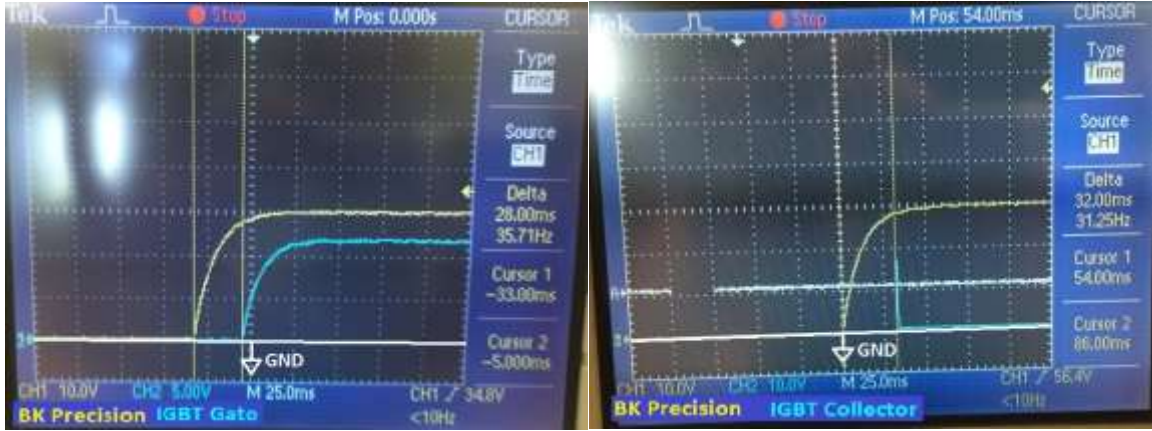 Tek
Stop
M Pos: 0.000s
CURSOR
Type
Time
Source
CH1
Delta
28.00ms
35.71Hz
Cursor 1
-33.00ms
Cursor 2
-5.000ms
GND
CH1 10.0V CH2 5.00V M 25.0ms CH1 / 34.8V
<10Hz
BK Precision IGBT Gate
Tek
Stop
M Pos: 54.00ms
CURSOR
Type
Time
Source
CH1
Delta
32.00ms
31.25Hz
Cursor 1
54.00ms
Cursor 2
86.00ms
GND
CH1 10.0V CH2 10.0V M 25.0ms CH1 / 56.4V
<10Hz
BK Precision IGBT Collector